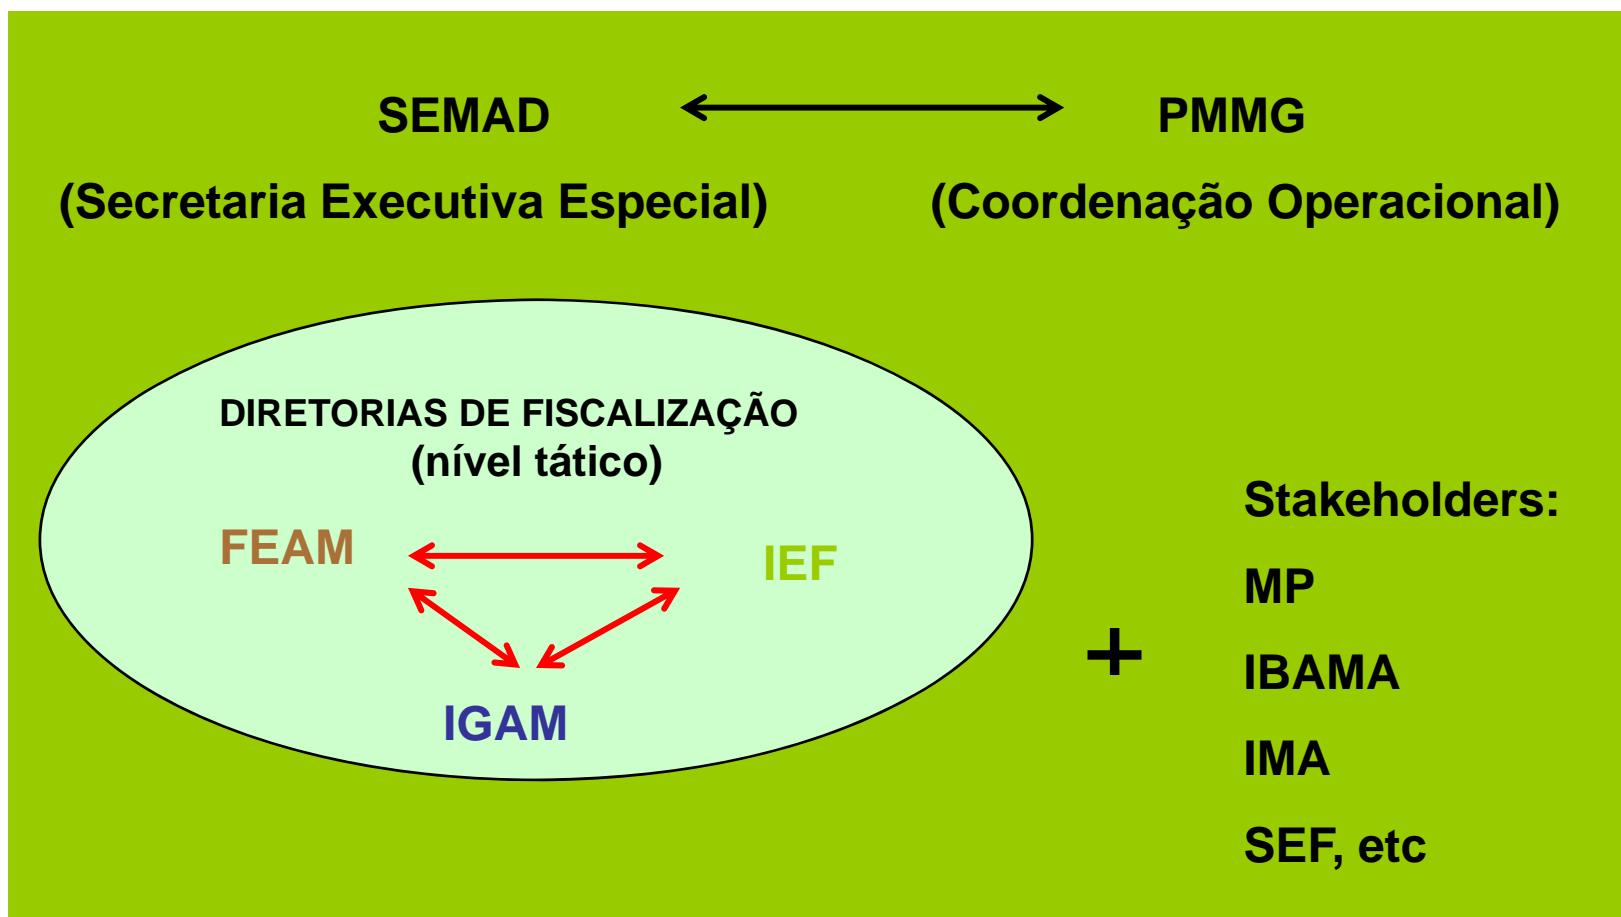 SEMAD
PMMG
(Secretaria Executiva Especial)
(Coordenação Operacional)
DIRETORIAS DE FISCALIZAÇÃO
(nível tático)
FEAM
IEF
IGAM
+
Stakeholders:
MP
IBAMA
IMA
SEF, etc